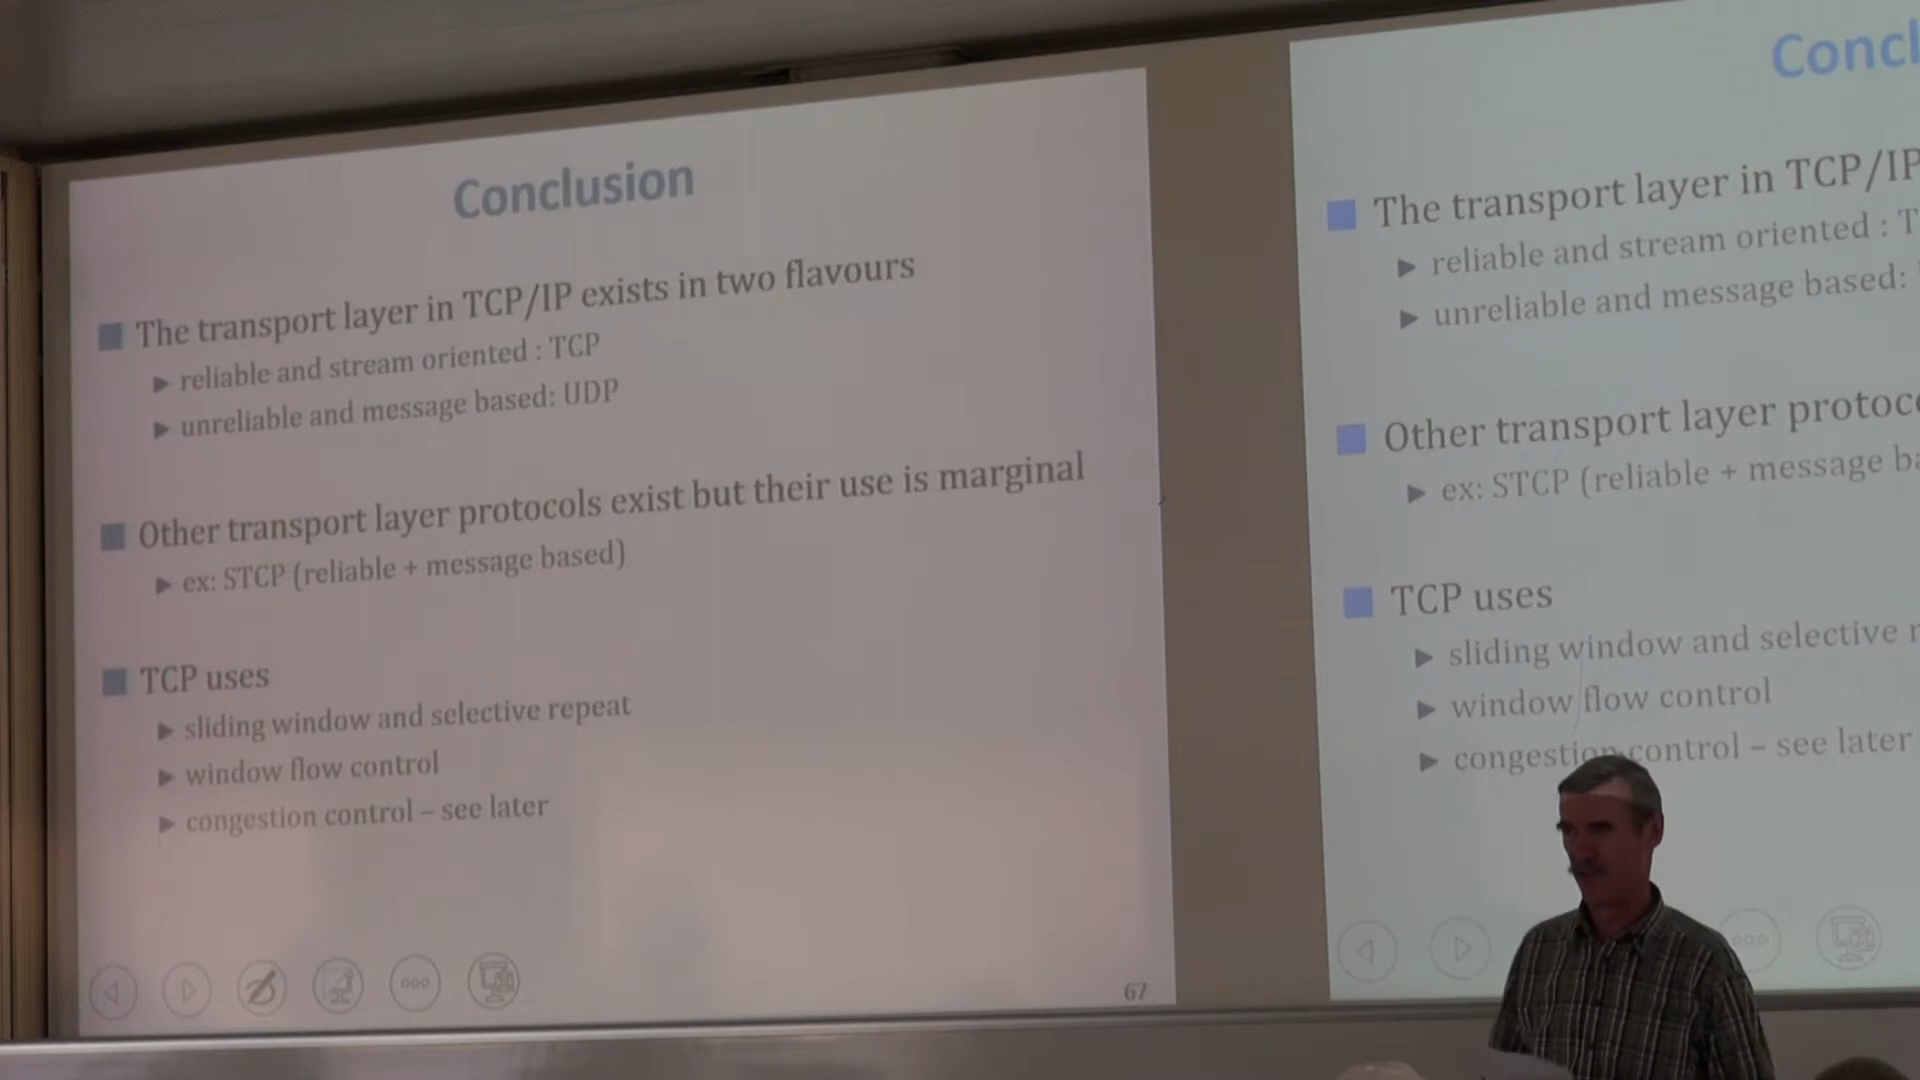 Conclusion
The transport layer in TCP/IP exists in two flavours
reliable and stream oriented : TCP
unreliable and message based: UDP
Other transport layer protocols exist but their use is marginal
ex: STCP (reliable + message based)
TCP uses
sliding window and selective repeat
window flow control
congestion control – see later
67
Concl
The transport layer in TCP/IP
reliable and stream oriented : T
unreliable and message based:
Other transport layer protoco
ex: STCP (reliable + message ba
TCP uses
sliding window and selective r
window flow control
congestion control – see later